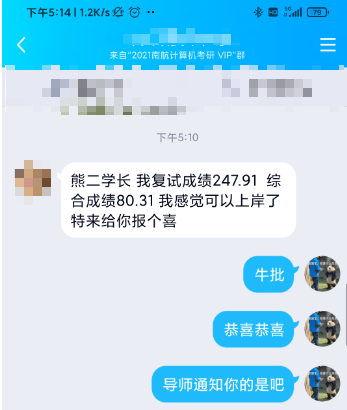 下午5:14 | 1.2K/s
79
来自"2021南航计算机考研 VIP"群
下午5:10
熊二学长 我复试成绩247.91 综
合成绩80.31 我感觉可以上岸了
特来给你报个喜
牛批
恭喜恭喜
导师通知你的是吧